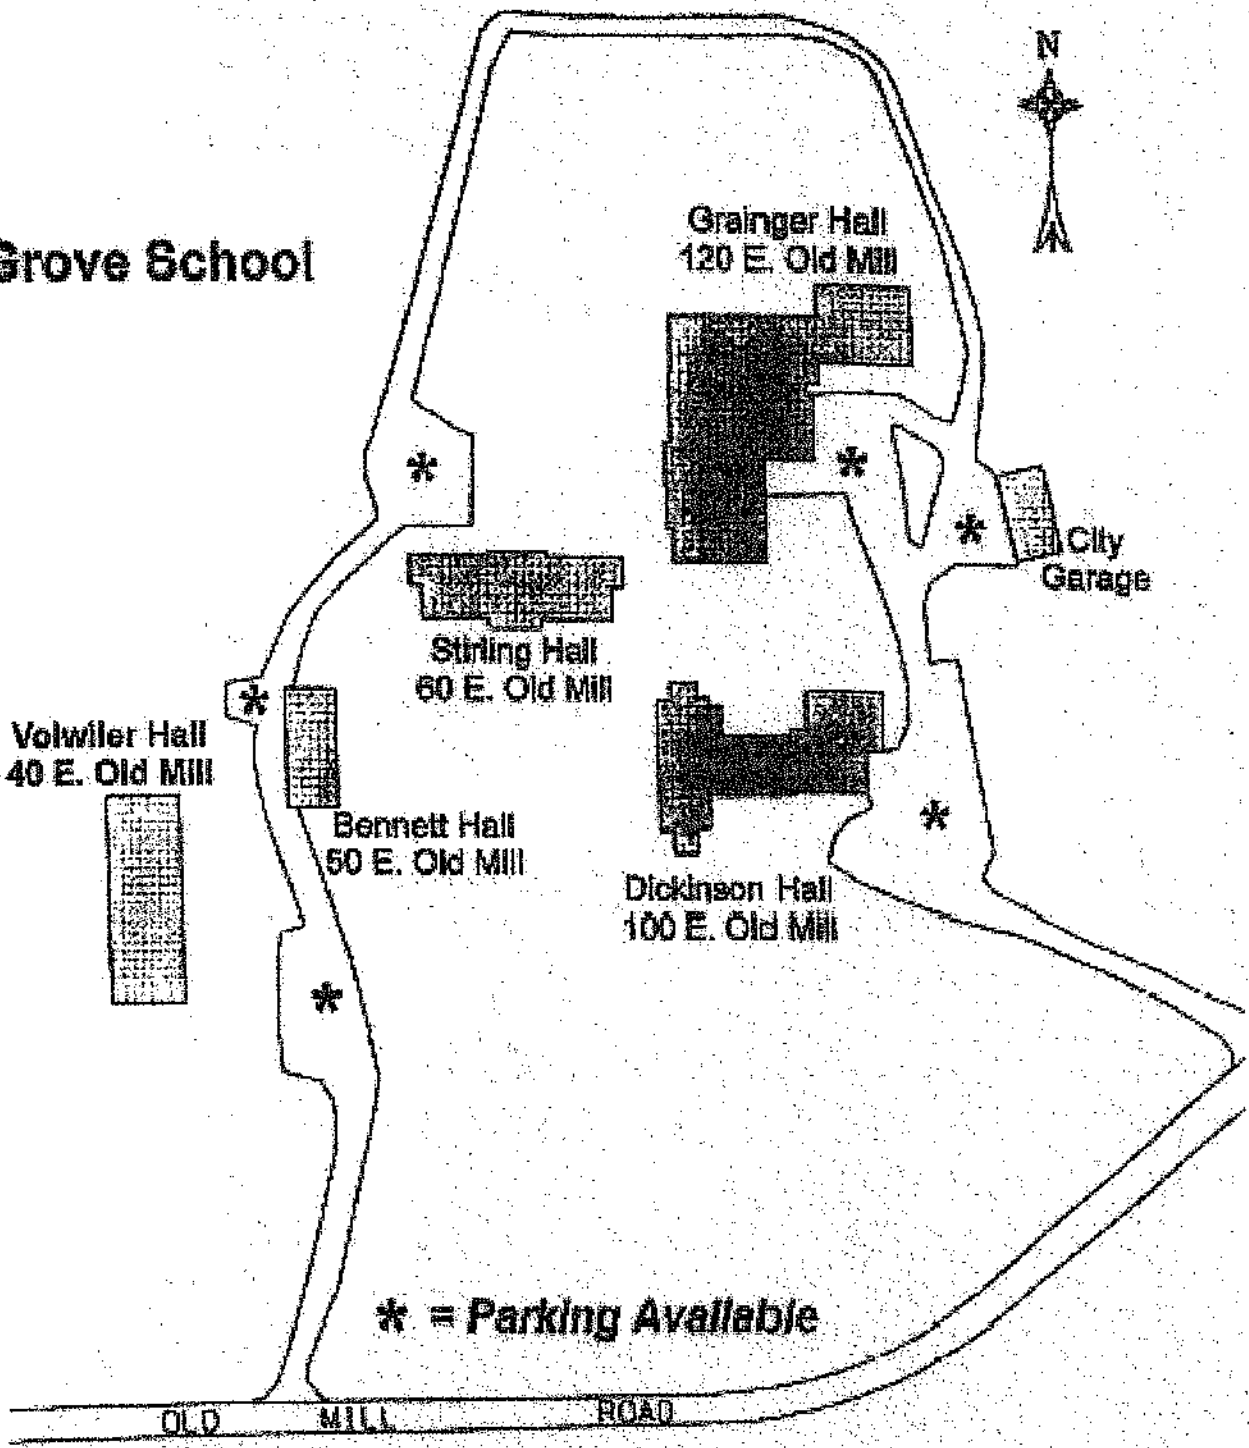 N
Grove School
Grainger Hall
120 E. Old Mill
*
*
*
City
Garage
Stirling Hall
60 E. Old Mill
*
Volwiler Hall
40 E. Old Mill
Bennett Hall
50 E. Old Mill
*
Dickinson Hall
100 E. Old Mill
*
* = Parking Available
OLD MILL ROAD